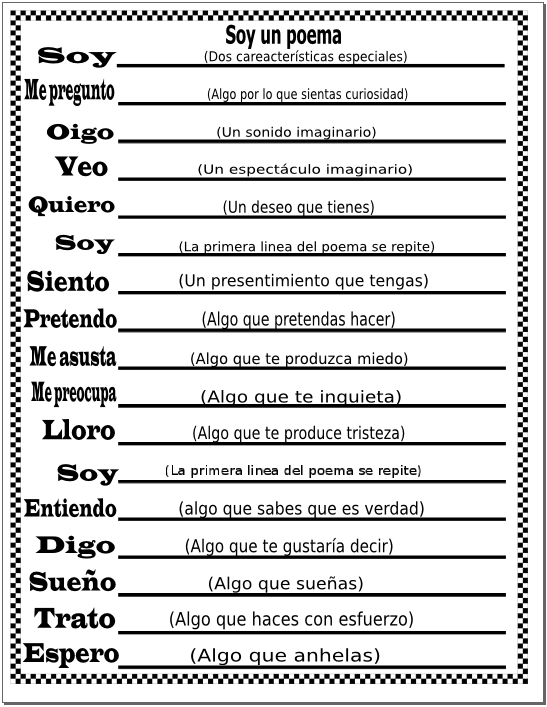 Soy un poema
Soy (Dos careacterísticas especiales)
Me pregunto (Algo por lo que sientas curiosidad)
Oigo (Un sonido imaginario)
Veo (Un espectáculo imaginario)
Quiero (Un deseo que tienes)
Soy (La primera linea del poema se repite)
Siento (Un presentimiento que tengas)
Pretendo (Algo que pretendas hacer)
Me asusta (Algo que te produzca miedo)
Me preocupa (Algo que te inquieta)
Lloro (Algo que te produce tristeza)
Soy (La primera linea del poema se repite)
Entiendo (algo que sabes que es verdad)
Digo (Algo que te gustaría decir)
Sueño (Algo que sueñas)
Trato (Algo que haces con esfuerzo)
Espero (Algo que anhelas)